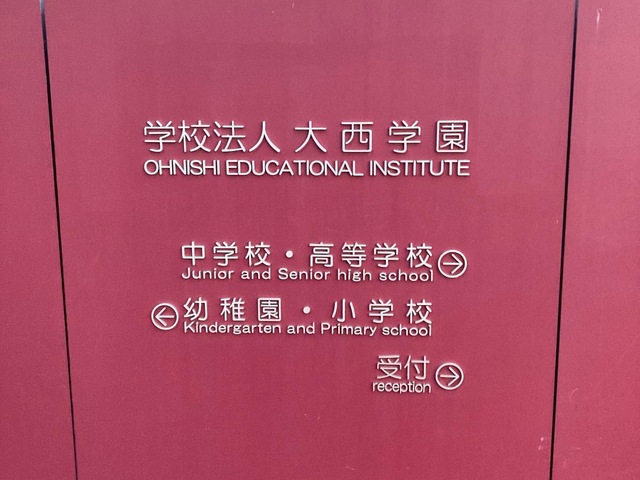 学校法人 大西学園
OHNISHI EDUCATIONAL INSTITUTE
中学校・高等学校 →
Junior and Senior high school
← 幼稚園・小学校
Kindergarten and Primary school
受付 →
reception